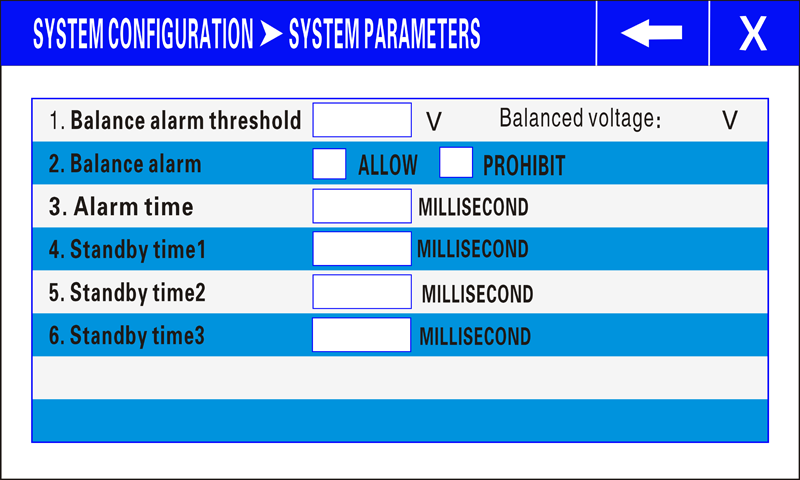 SYSTEM CONFIGURATION ➤ SYSTEM PARAMETERS X
1. Balance alarm threshold V Balanced voltage: V
2. Balance alarm ALLOW PROHIBIT
3. Alarm time MILLISECOND
4. Standby time1 MILLISECOND
5. Standby time2 MILLISECOND
6. Standby time3 MILLISECOND